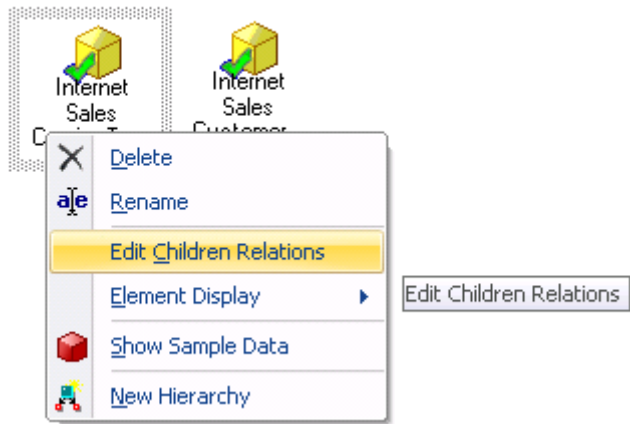 Internet
Sales
Internet
Sales
Customer
Delete
Rename
Edit Children Relations
Element Display
Edit Children Relations
Show Sample Data
New Hierarchy